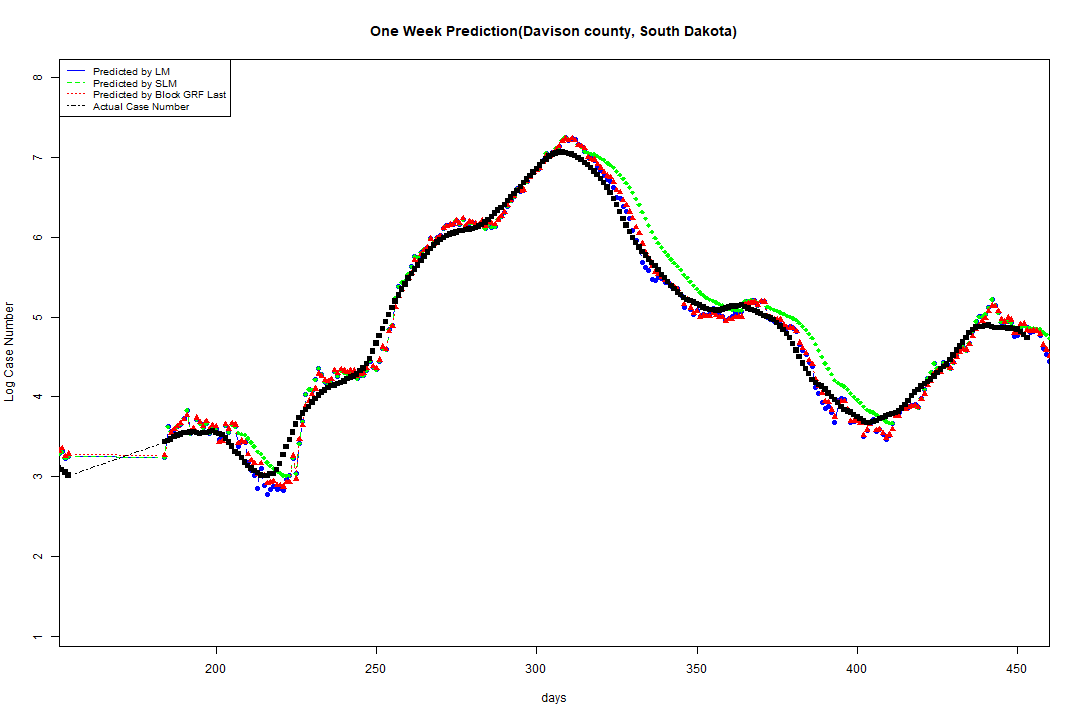 One Week Prediction(Davison county, South Dakota)
Predicted by LM
Predicted by SLM
Predicted by Block GRF Last
Actual Case Number
8
7
6
5
4
3
2
1
Log Case Number
200 250 300 350 400 450
days